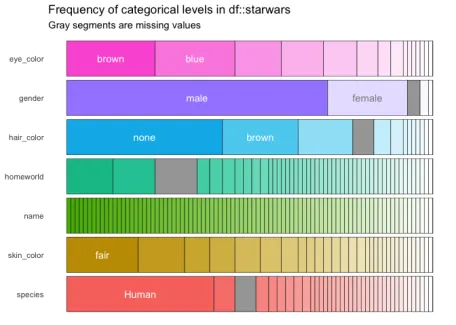 Frequency of categorical levels in df::starwars
Gray segments are missing values
eye_color
brown
blue
gender
male
female
hair_color
none
brown
homeworld
name
skin_color
fair
species
Human